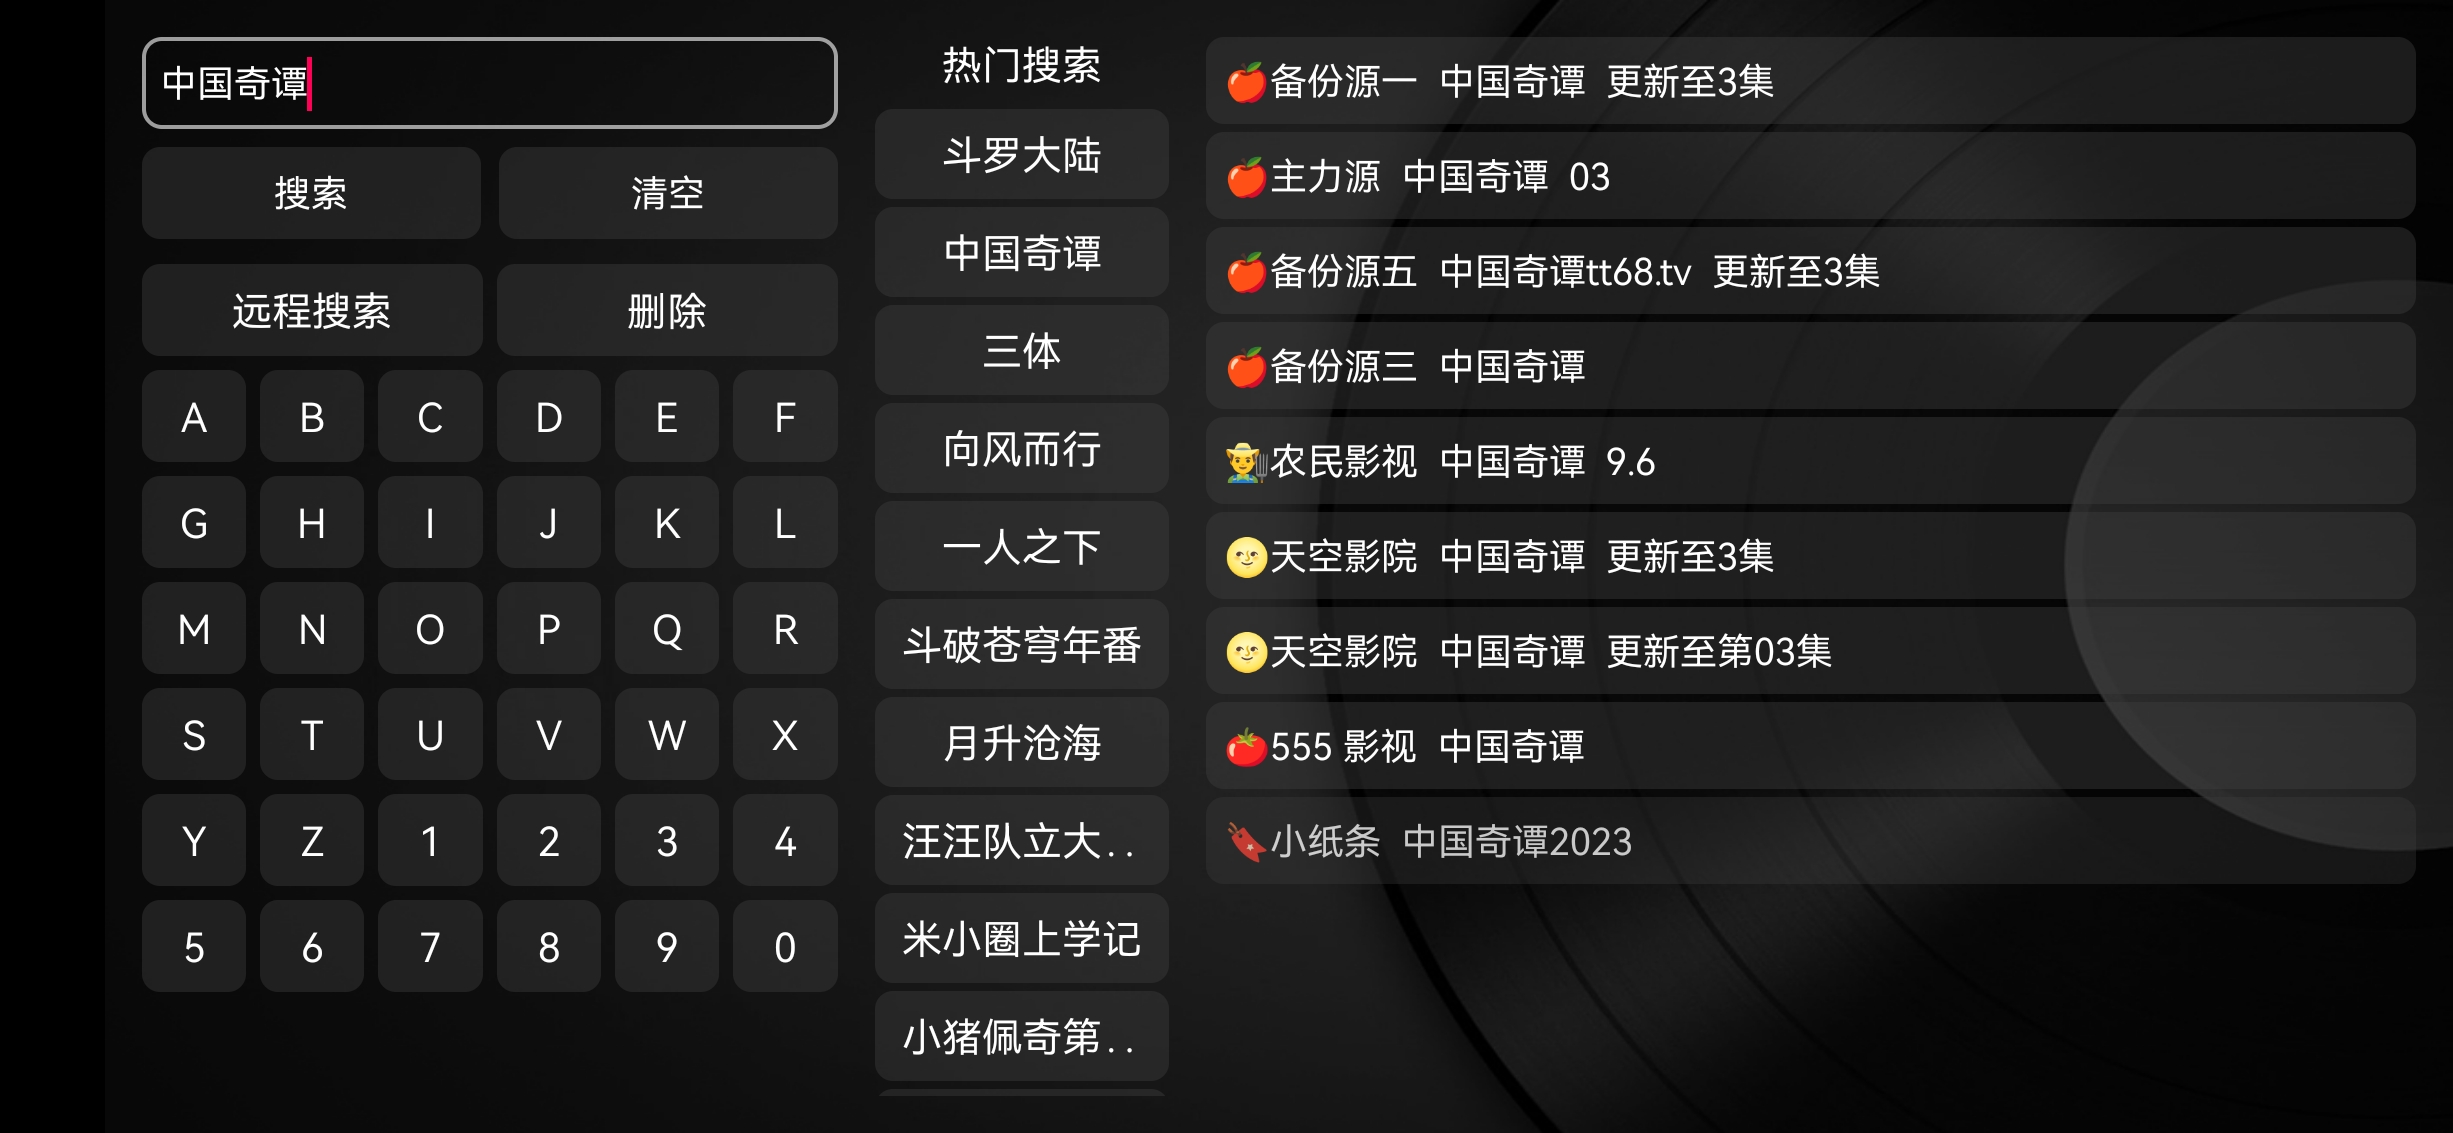 中国奇谭
搜索
清空
远程搜索
删除
A B C D E F
G H I J K L
M N O P Q R
S T U V W X
Y Z 1 2 3 4
5 6 7 8 9 0
热门搜索
斗罗大陆
中国奇谭
三体
向风而行
一人之下
斗破苍穹年番
月升沧海
汪汪队立大..
米小圈上学记
小猪佩奇第..
🍎备份源一 中国奇谭 更新至3集
🍎主力源 中国奇谭 03
🍎备份源五 中国奇谭tt68.tv 更新至3集
🍎备份源三 中国奇谭
👨‍🌾农民影视 中国奇谭 9.6
🌝天空影院 中国奇谭 更新至3集
🌝天空影院 中国奇谭 更新至第03集
🍅555 影视 中国奇谭
🔖小纸条 中国奇谭2023